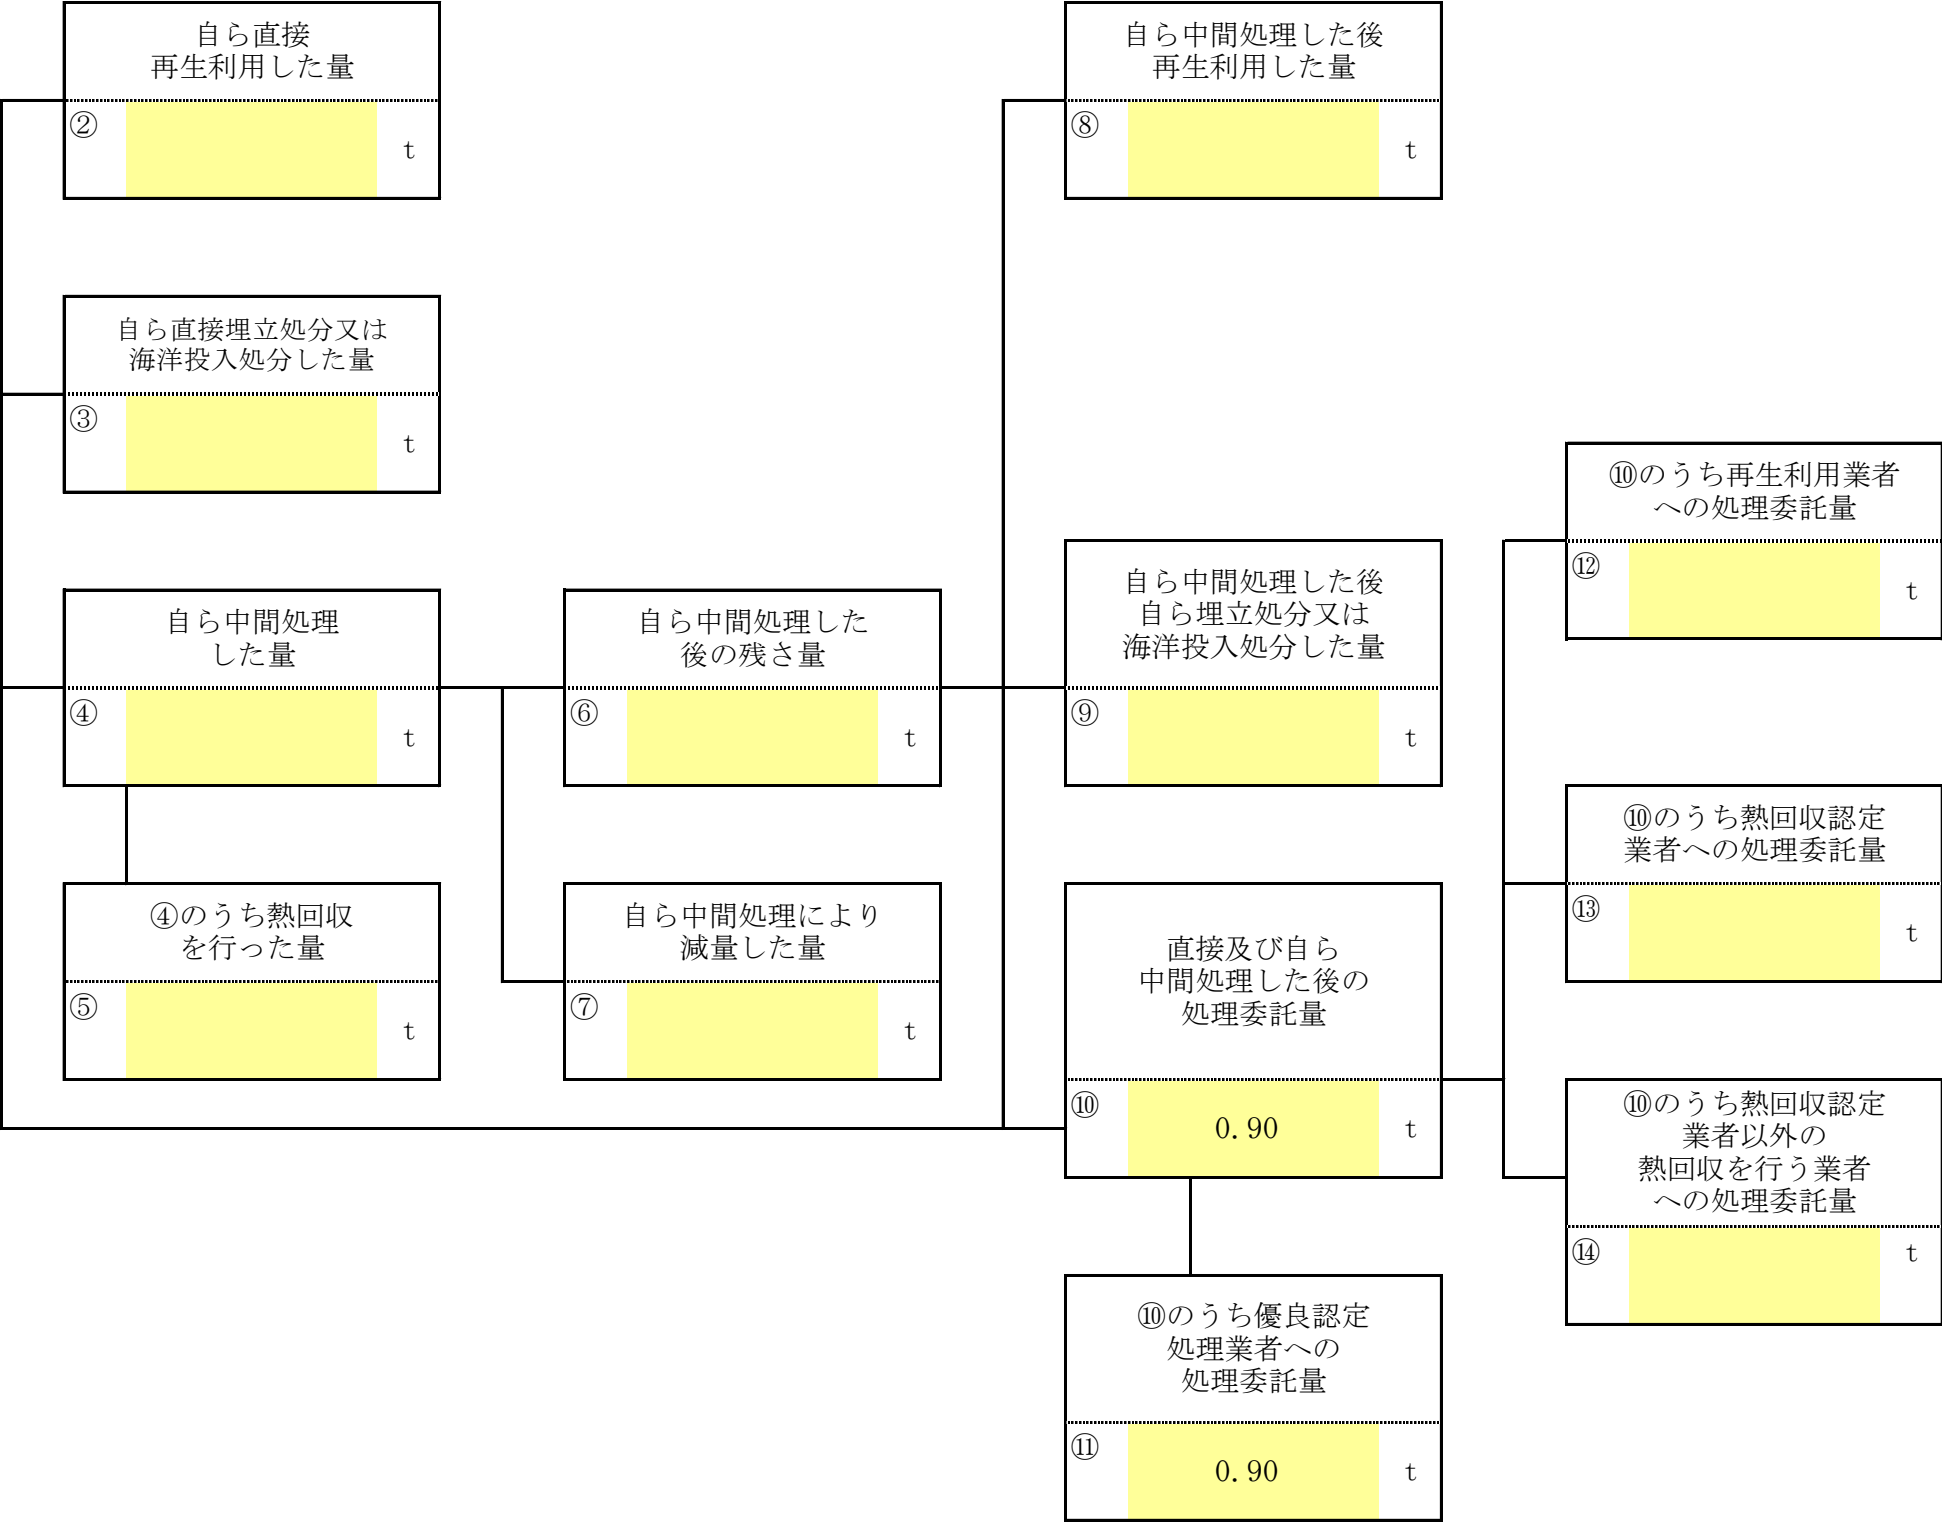 自ら直接
再生利用した量
②
t
自ら中間処理した後
再生利用した量
⑧
t
自ら直接埋立処分又は
海洋投入処分した量
③
t
⑩のうち再生利用業者
への処理委託量
⑫
t
自ら中間処理
した量
④
t
自ら中間処理した
後の残さ量
⑥
t
自ら中間処理した後
自ら埋立処分又は
海洋投入処分した量
⑨
t
⑩のうち熱回収認定
業者への処理委託量
⑬
t
④のうち熱回収
を行った量
⑤
t
自ら中間処理により
減量した量
⑦
t
直接及び自ら
中間処理した後の
処理委託量
⑩
0.90 t
⑩のうち熱回収認定
業者以外の
熱回収を行う業者
への処理委託量
⑭
t
⑩のうち優良認定
処理業者への
処理委託量
⑪
0.90 t